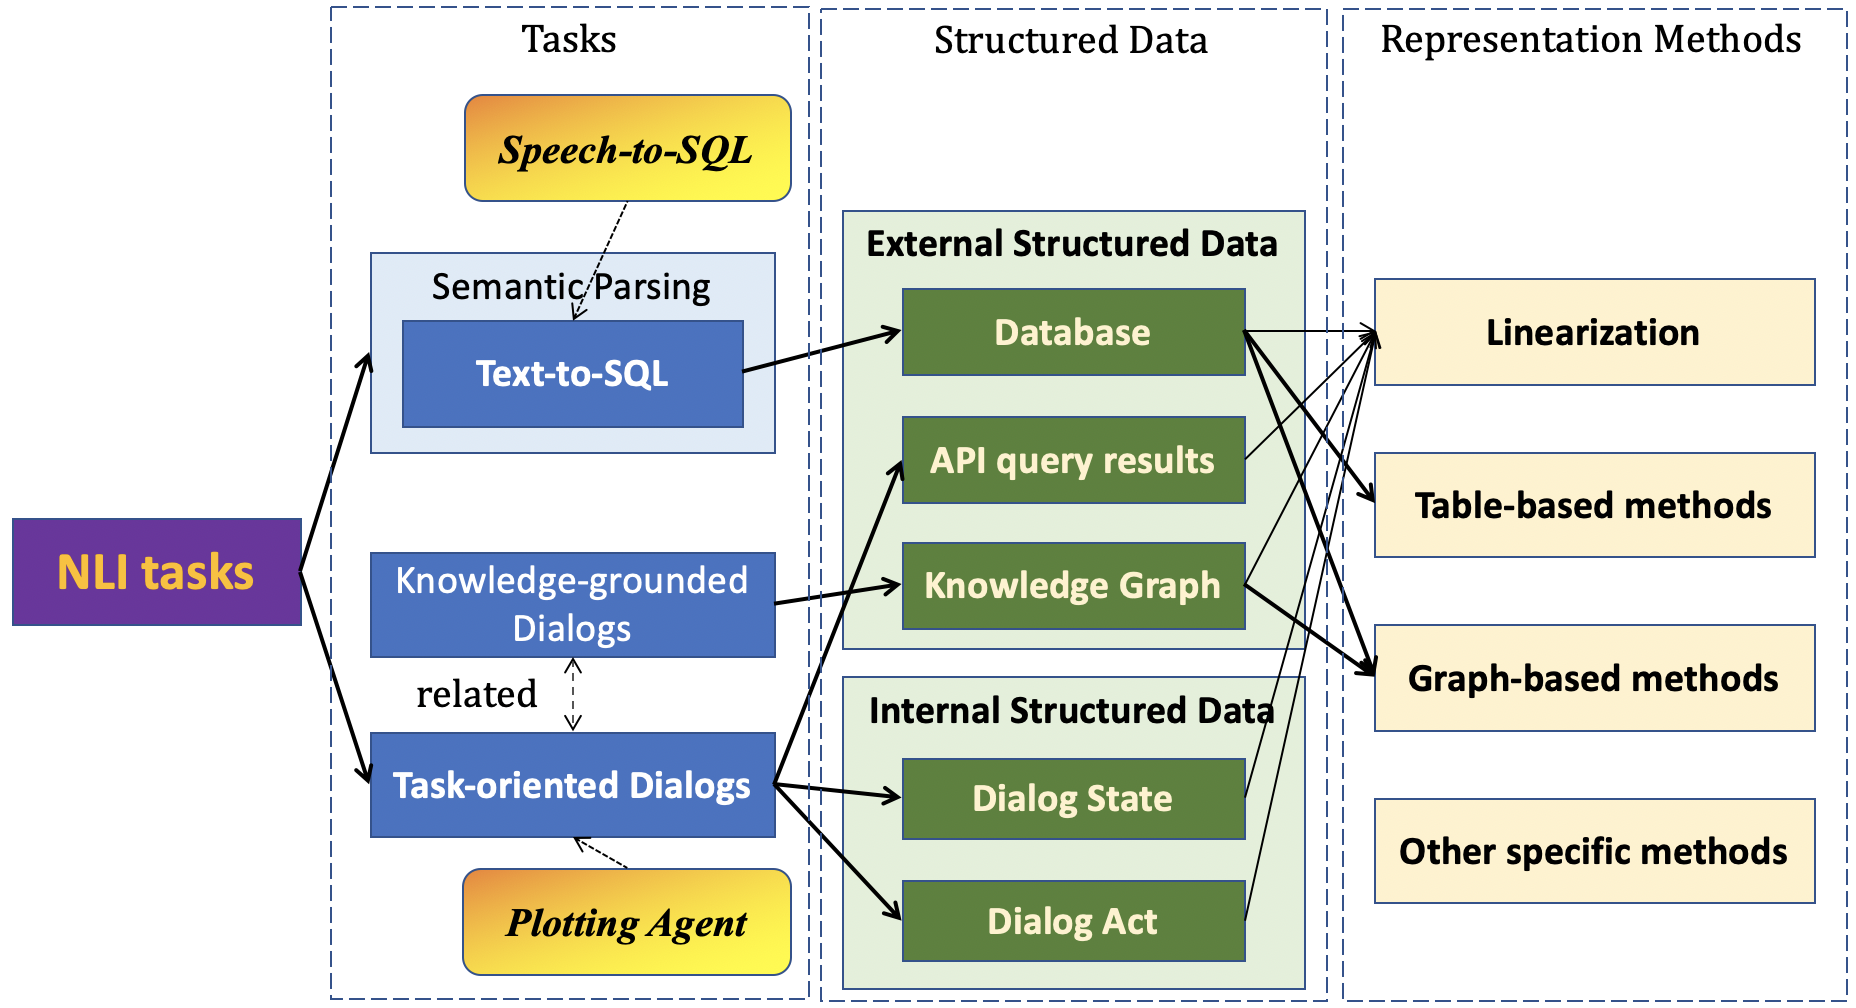 Tasks
Structured Data
Representation Methods
Speech-to-SQL
Semantic Parsing
Text-to-SQL
NLI tasks
Knowledge-grounded
Dialogs
related
Task-oriented Dialogs
Plotting Agent
External Structured Data
Database
API query results
Knowledge Graph
Internal Structured Data
Dialog State
Dialog Act
Linearization
Table-based methods
Graph-based methods
Other specific methods